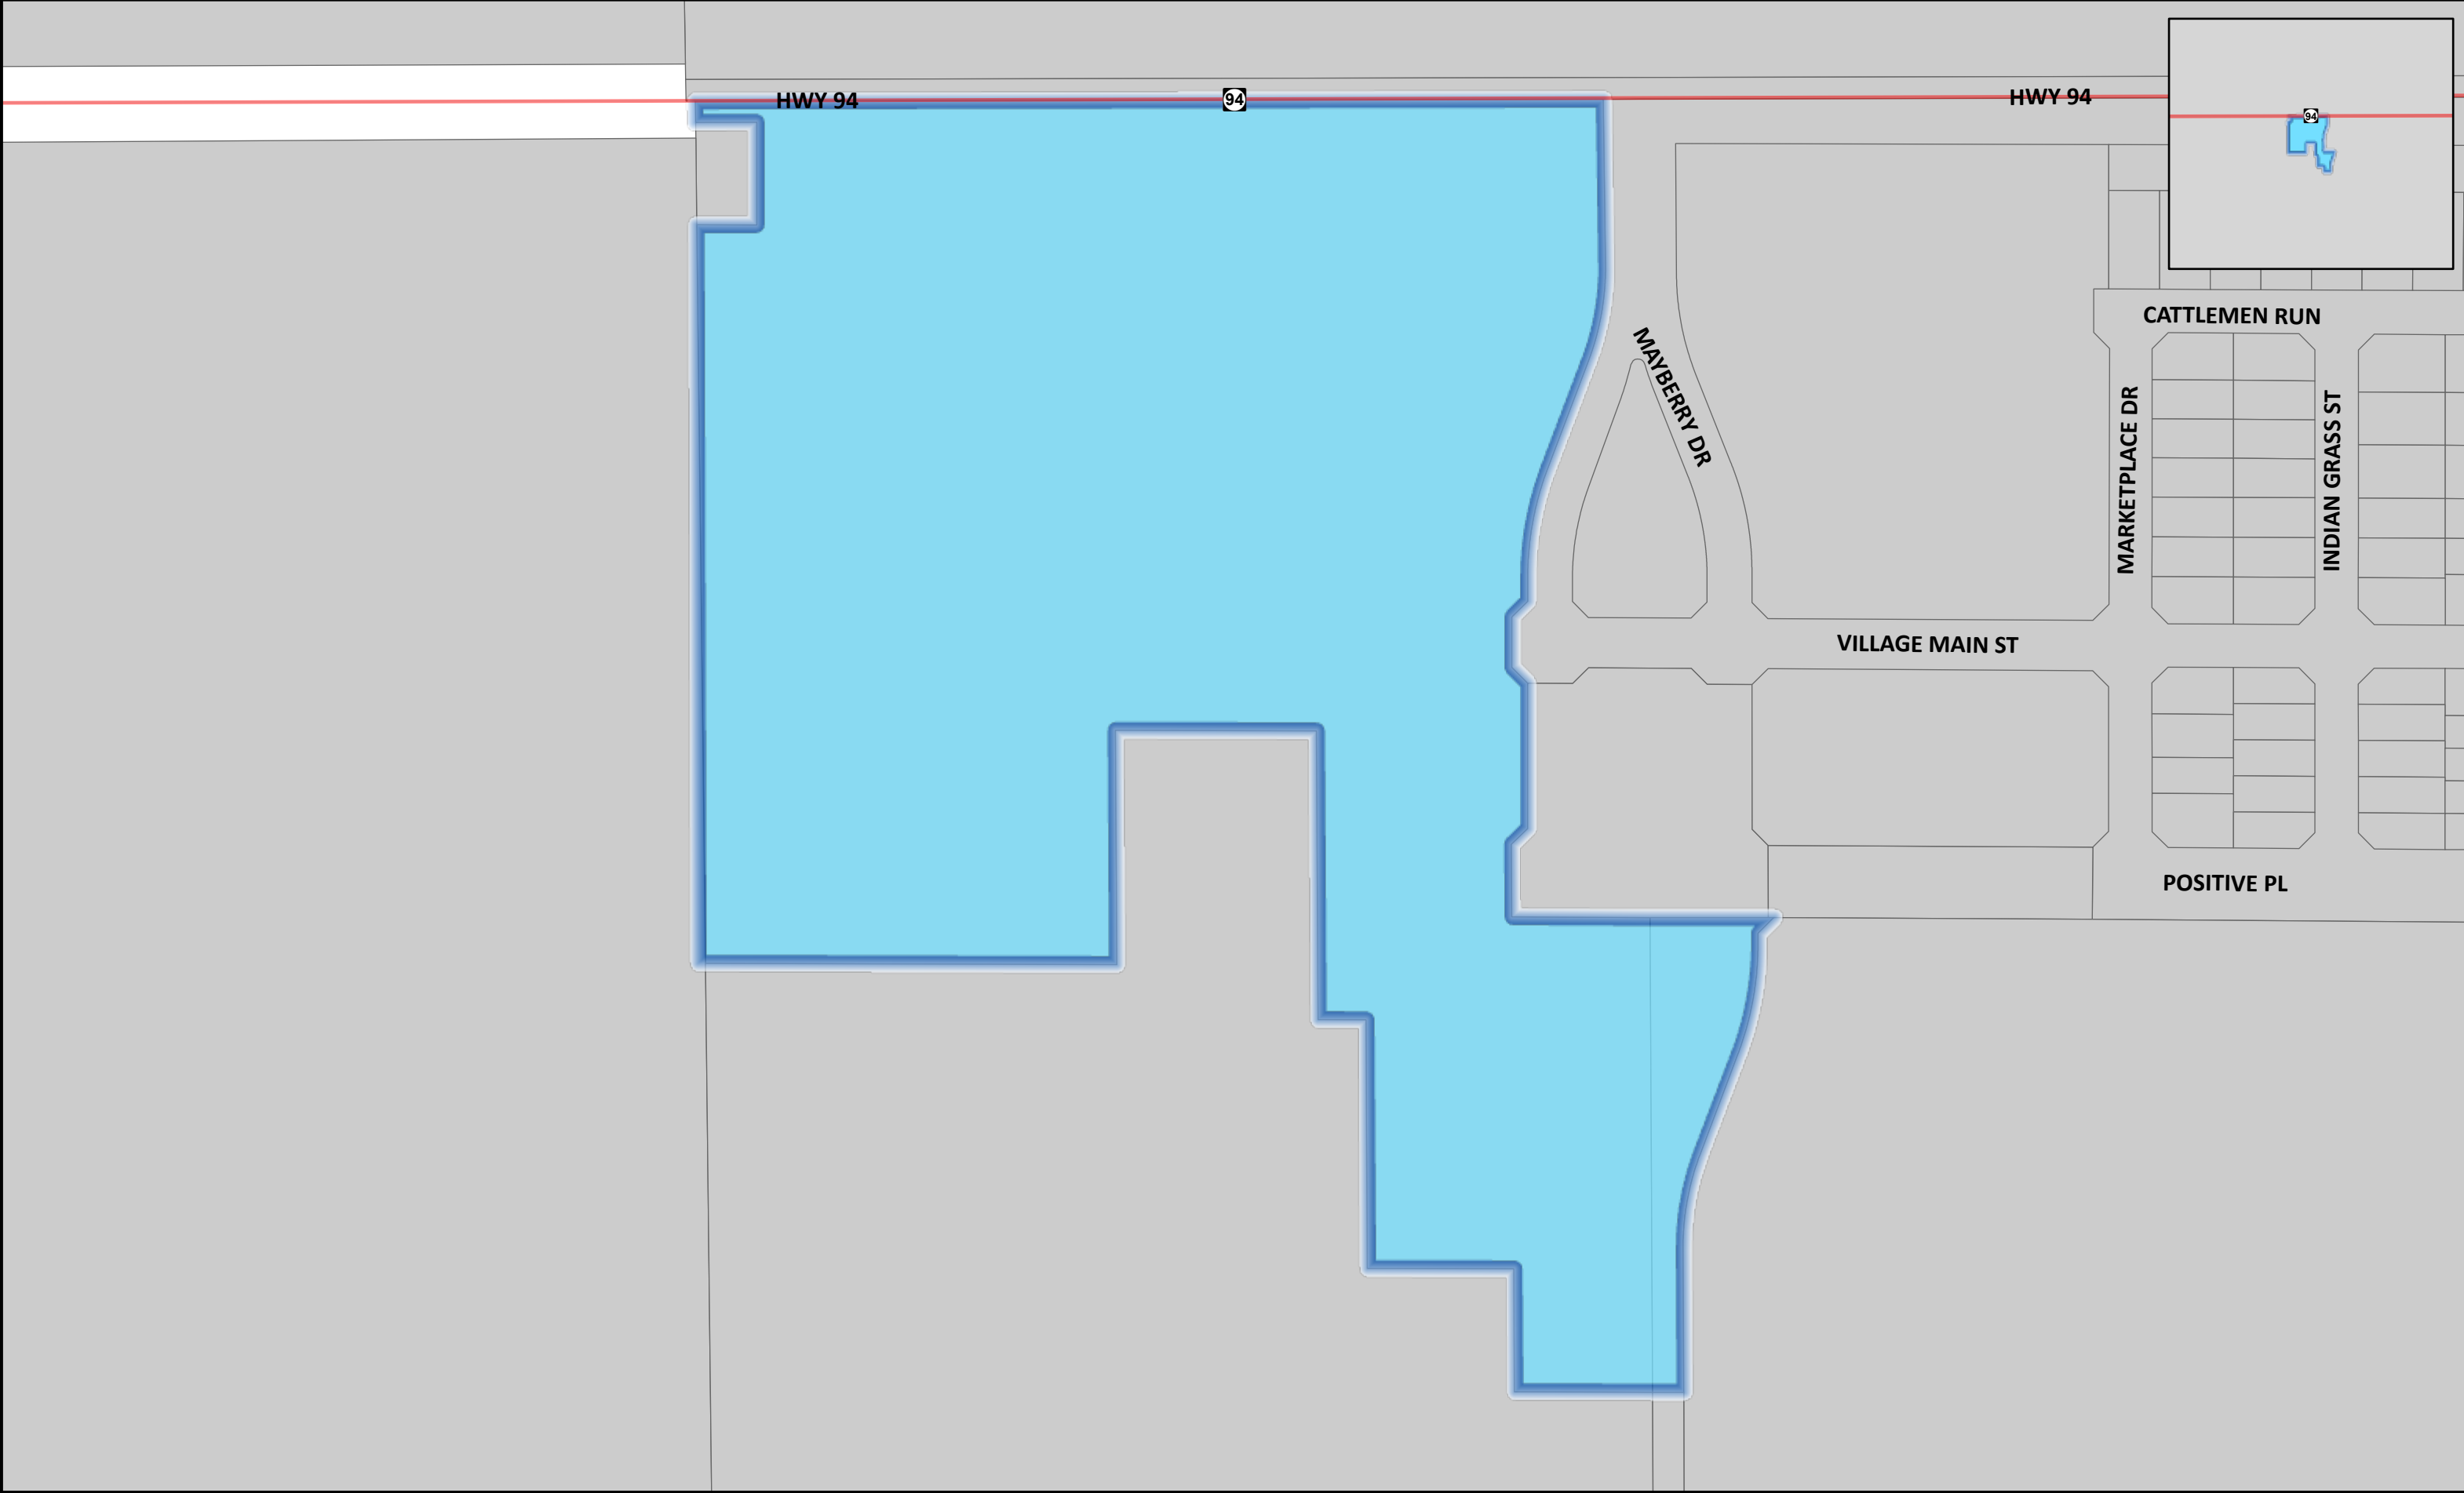 HWY 94
94
HWY 94
94
CATTLEMEN RUN
MAYBERRY DR
MARKETPLACE DR
INDIAN GRASS ST
VILLAGE MAIN ST
POSITIVE PL